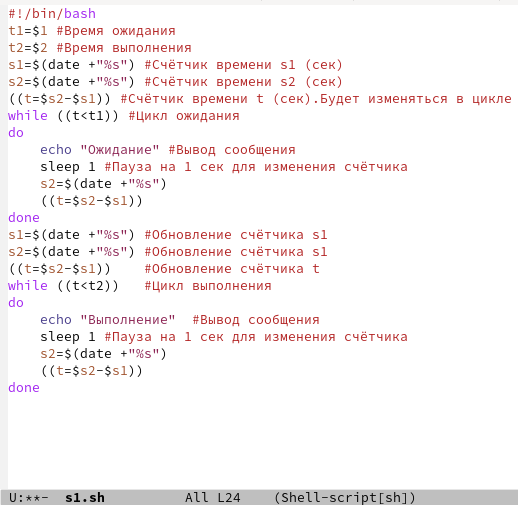 #!/bin/bash
t1=$1 #Время ожидания
t2=$2 #Время выполнения
s1=$(date +"%s") #Счётчик времени s1 (сек)
s2=$(date +"%s") #Счётчик времени s2 (сек)
((t=$s2-$s1)) #Счётчик времени t (сек).Будет изменяться в цикле
while ((t<t1)) #Цикл ожидания
do
    echo "Ожидание" #Вывод сообщения
    sleep 1 #Пауза на 1 сек для изменения счётчика
    s2=$(date +"%s")
    ((t=$s2-$s1))
done
s1=$(date +"%s") #Обновление счётчика s1
s2=$(date +"%s") #Обновление счётчика s1
((t=$s2-$s1))    #Обновление счётчика t
while ((t<t2))   #Цикл выполнения
do
    echo "Выполнение"  #Вывод сообщения
    sleep 1 #Пауза на 1 сек для изменения счётчика
    s2=$(date +"%s")
    ((t=$s2-$s1))
done
U:**-  s1.sh          All L24    (Shell-script[sh])